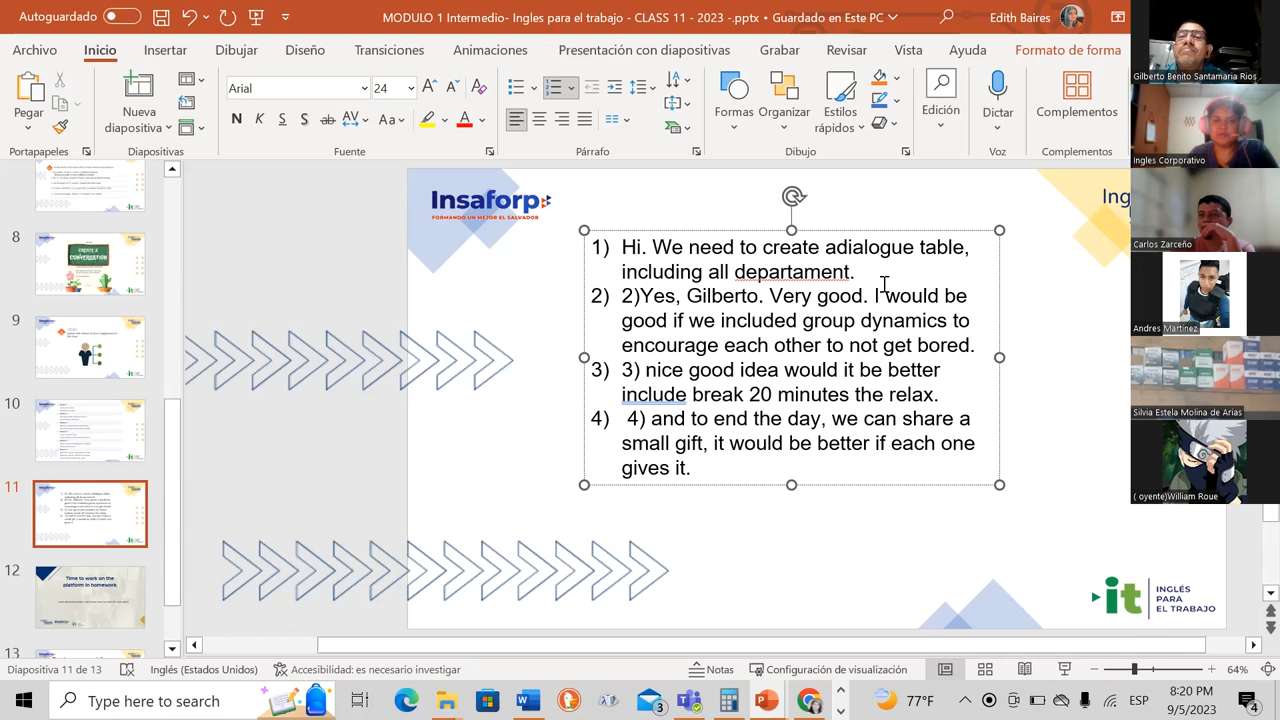 Autoguardado
MODULO 1 Intermedio- Ingles para el trabajo - CLASS 11 - 2023 -.pptx • Guardado en Este PC
Edith Baires
Archivo Inicio Insertar Dibujar Diseño Transiciones Animaciones Presentación con diapositivas Grabar Revisar Vista Ayuda Formato de forma
Pegar
Nueva diapositiva
Arial 24
N K S S ab AV Aa A
Formas Organizar Estilos rápidos
Edición Dictar Complementos
Portapapeles Diapositivas Fuente Párrafo Dibujo Voz Complementos
Gilberto Benito Santamaria Rios
Ingles Corporativo
Carlos Zarceño
Andres Martínez
Silvia Estela Molina de Arias
( oyente)William Roue
8
CREATE A
CONVERSATION
9
10
11
12
Time to work on the
platform in homework
13
Insaforp
FORMANDO UN MEJOR EL SALVADOR
1) Hi. We need to create adialogue table,
including all departament.
2) 2)Yes, Gilberto. Very good. I would be
good if we included group dynamics to
encourage each other to not get bored.
3) 3) nice good idea would it be better
include break 20 minutes the relax.
4) 4) and to end the day, we can share a
small gift, it would be better if each one
gives it.
it
INGLÉS
PARA
EL TRABAJO
Diapositiva 11 de 13 Inglés (Estados Unidos) Accesibilidad: es necesario investigar Notas Configuración de visualización 64%
Type here to search
3
77°F
ESP
8:20 PM
9/5/2023
4